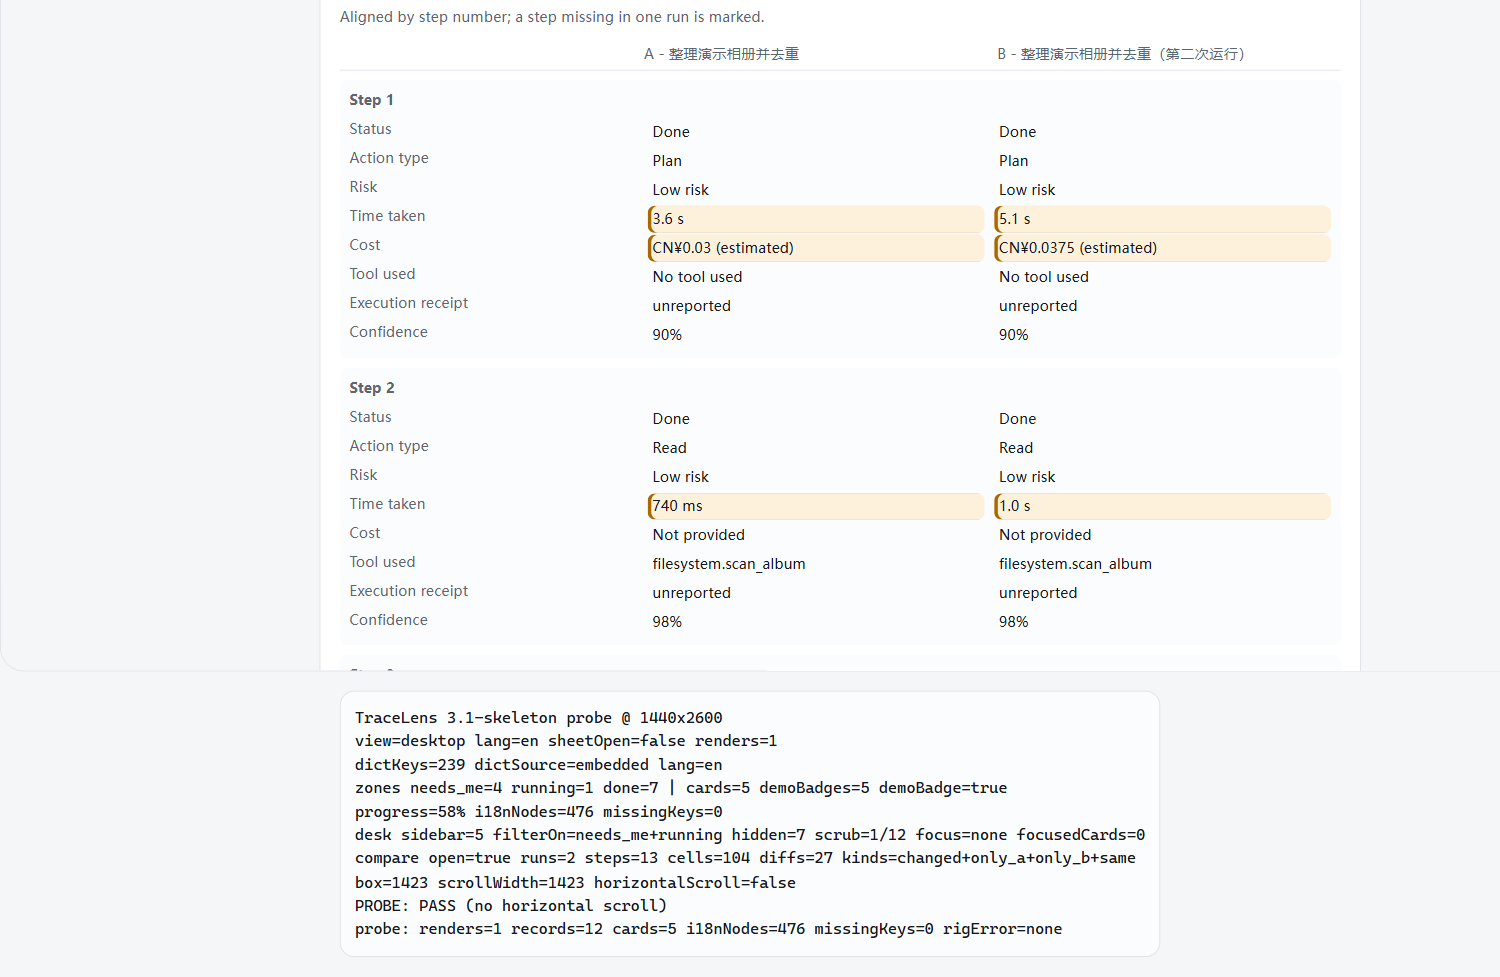 Aligned by step number; a step missing in one run is marked.
A - 整理演示相册并去重 B - 整理演示相册并去重（第二次运行）
Step 1
Status Done Done
Action type Plan Plan
Risk Low risk Low risk
Time taken 3.6 s 5.1 s
Cost CN¥0.03 (estimated) CN¥0.0375 (estimated)
Tool used No tool used No tool used
Execution receipt unreported unreported
Confidence 90% 90%
Step 2
Status Done Done
Action type Read Read
Risk Low risk Low risk
Time taken 740 ms 1.0 s
Cost Not provided Not provided
Tool used filesystem.scan_album filesystem.scan_album
Execution receipt unreported unreported
Confidence 98% 98%
TraceLens 3.1-skeleton probe @ 1440x2600
view=desktop lang=en sheetOpen=false renders=1
dictKeys=239 dictSource=embedded lang=en
zones needs_me=4 running=1 done=7 | cards=5 demoBadges=5 demoBadge=true
progress=58% i18nNodes=476 missingKeys=0
desk sidebar=5 filterOn=needs_me+running hidden=7 scrub=1/12 focus=none focusedCards=0
compare open=true runs=2 steps=13 cells=104 diffs=27 kinds=changed+only_a+only_b+same
box=1423 scrollWidth=1423 horizontalScroll=false
PROBE: PASS (no horizontal scroll)
probe: renders=1 records=12 cards=5 i18nNodes=476 missingKeys=0 rigError=none